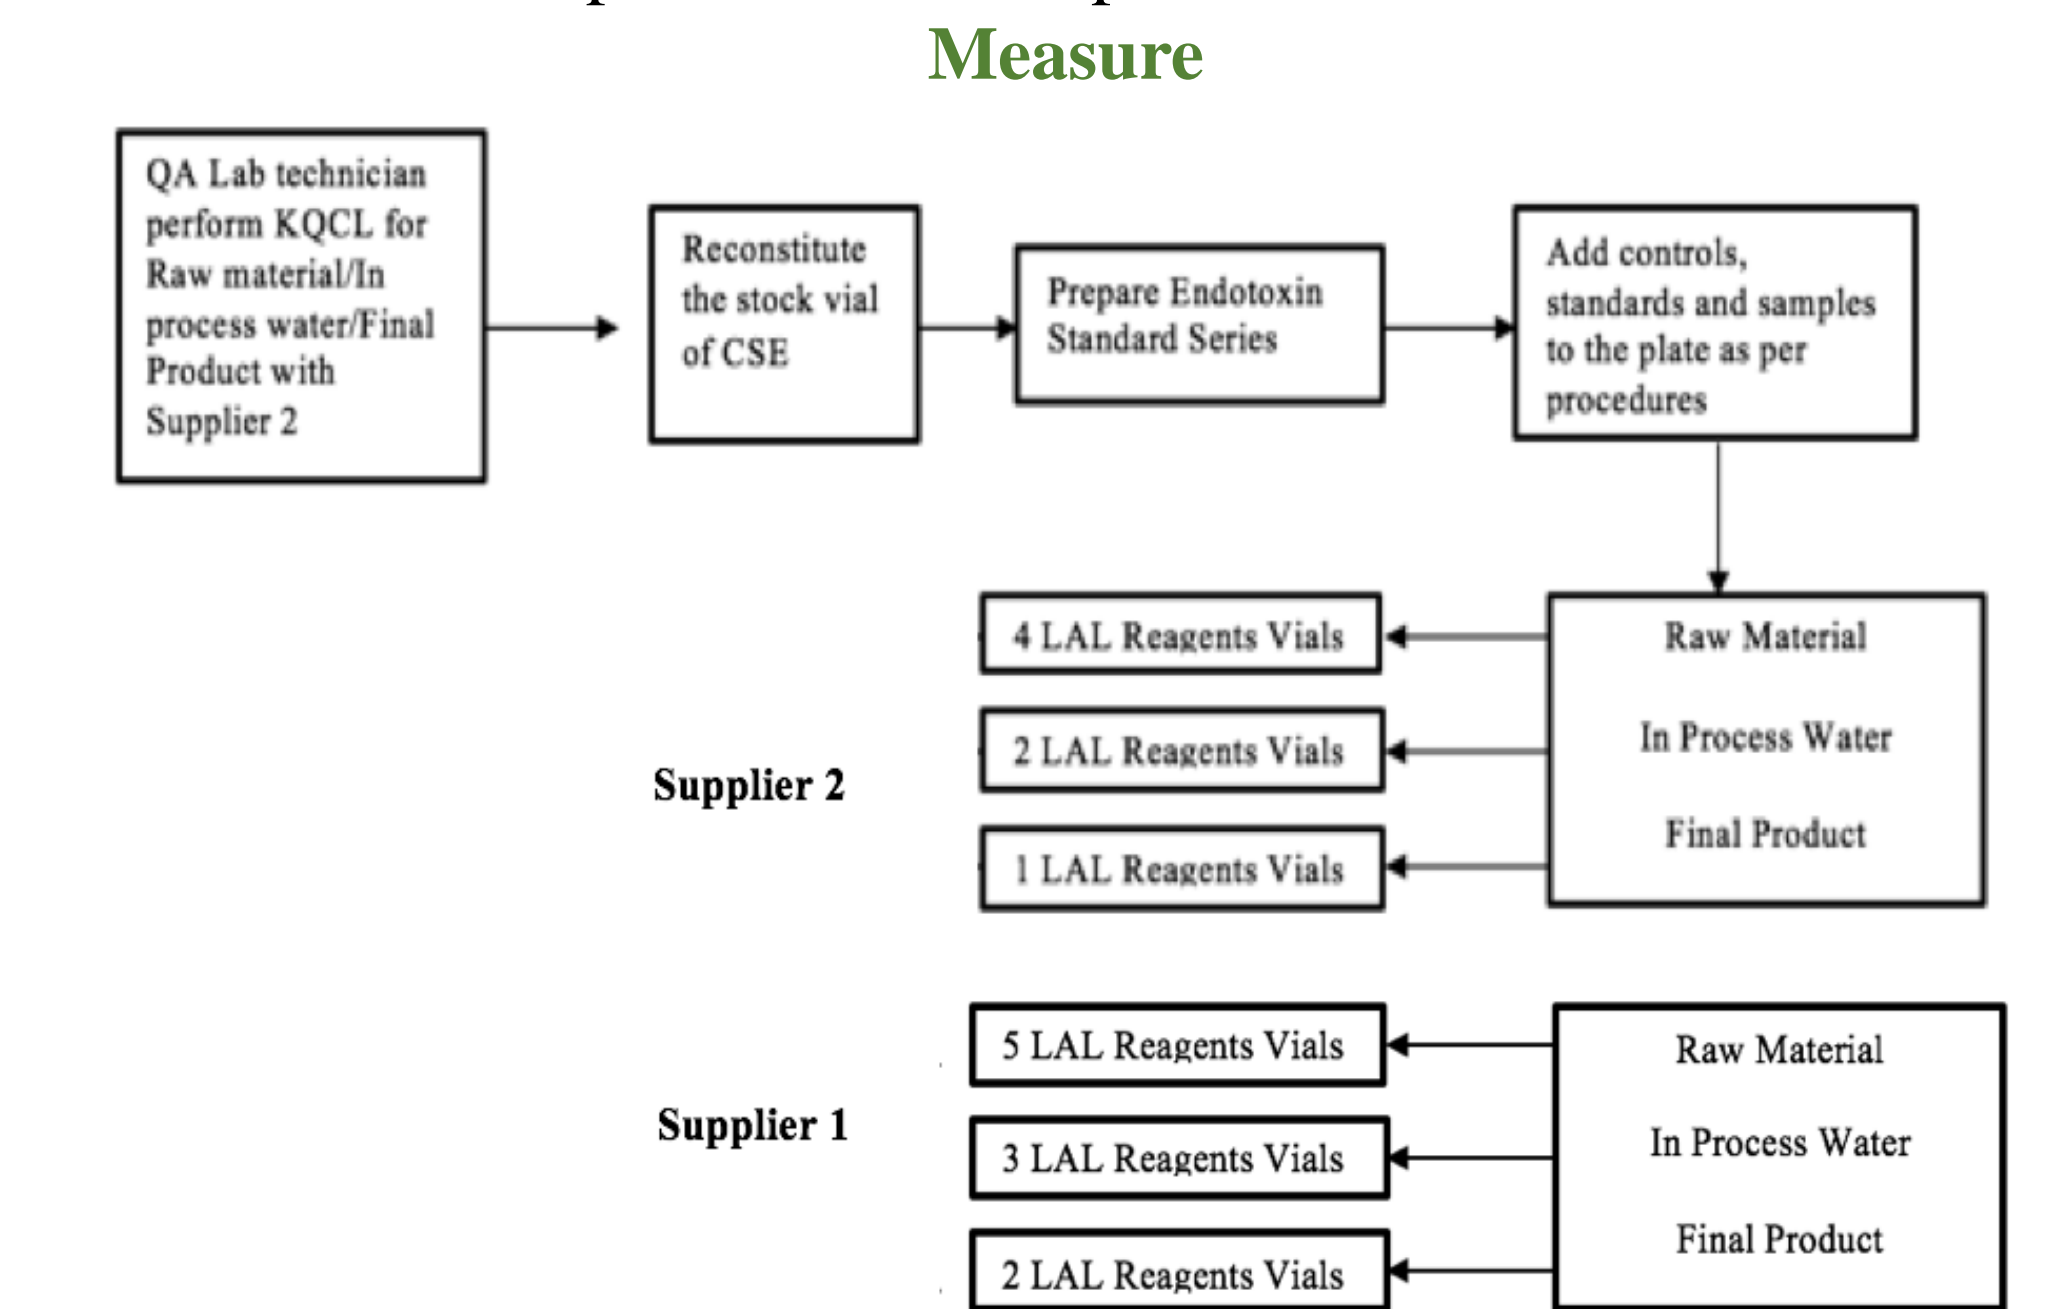 Measure
QA Lab technician
perform KQCL for
Raw material/In
process water/Final
Product with
Supplier 2
Reconstitute
the stock vial
of CSE
Prepare Endotoxin
Standard Series
Add controls,
standards and samples
to the plate as per
procedures
4 LAL Reagents Vials
2 LAL Reagents Vials
1 LAL Reagents Vials
Supplier 2
Raw Material
In Process Water
Final Product
5 LAL Reagents Vials
3 LAL Reagents Vials
2 LAL Reagents Vials
Supplier 1
Raw Material
In Process Water
Final Product